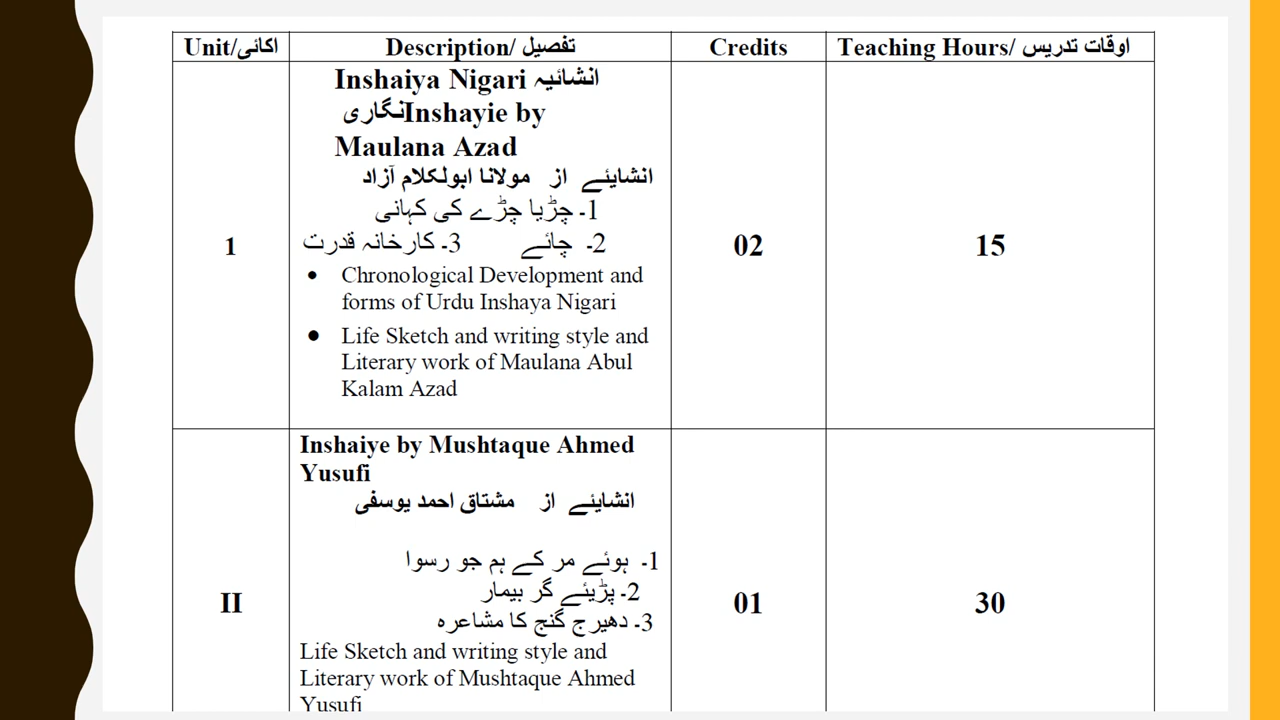 Unit/اکائی
Description/ تفصیل
Credits
Teaching Hours/ اوقات تدریس
1
Inshaiya Nigari انشائیہ
نگاریInshayie by
Maulana Azad
انشایئے از مولانا ابولکلام آزاد
1۔ چڑیا چڑے کی کہانی
2۔ چائے 3۔ کارخانہ قدرت
• Chronological Development and
forms of Urdu Inshaya Nigari
• Life Sketch and writing style and
Literary work of Maulana Abul
Kalam Azad
02
15
II
Inshaiye by Mushtaque Ahmed
Yusufi
انشایئے از مشتاق احمد یوسفی
1۔ ہوئے مر کے ہم جو رسوا
2۔ پڑیئے گر بیمار
3۔ دھیرج گنج کا مشاعرہ
Life Sketch and writing style and
Literary work of Mushtaque Ahmed
Yusufi
01
30